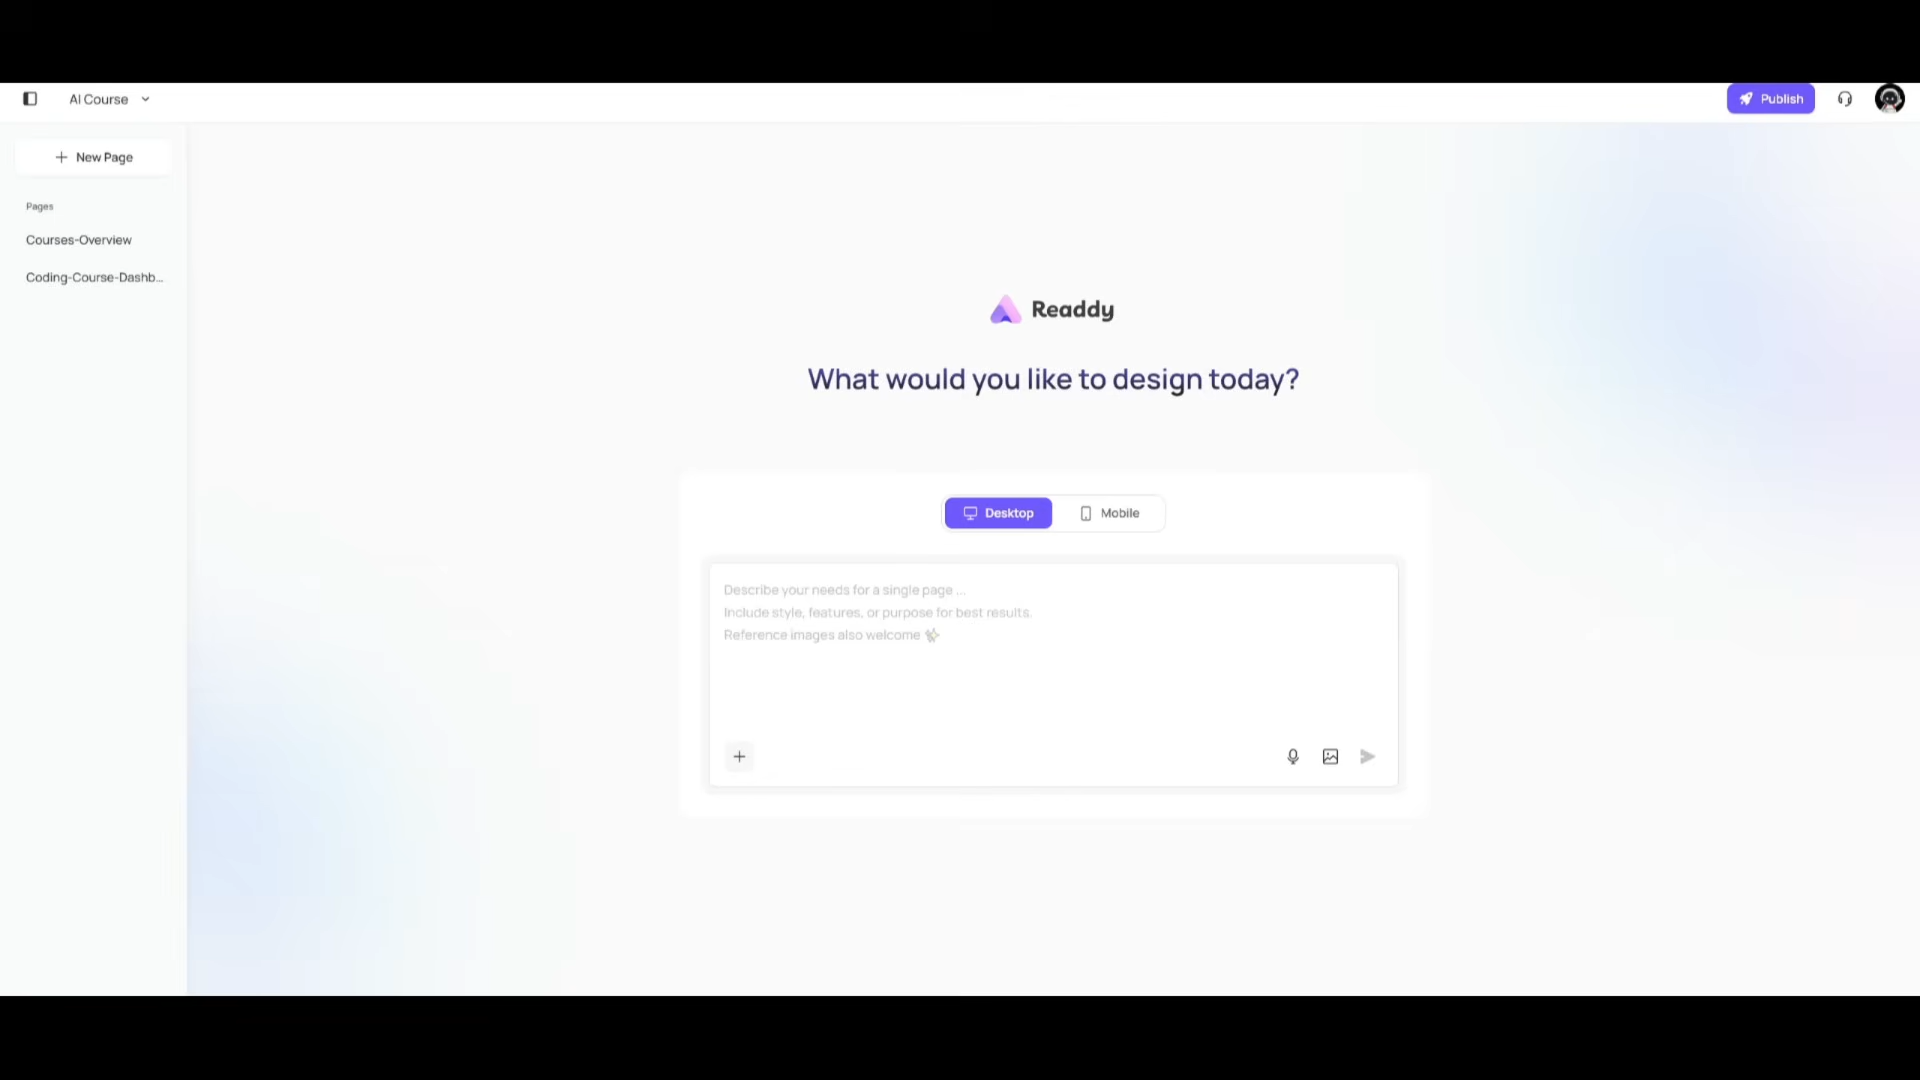 AI Course
Publish
New Page
Pages
Courses-Overview
Coding-Course-Dashb...
Readdy
What would you like to design today?
Desktop
Mobile
Describe your needs for a single page ...
Include style, features, or purpose for best results.
Reference images also welcome ✨